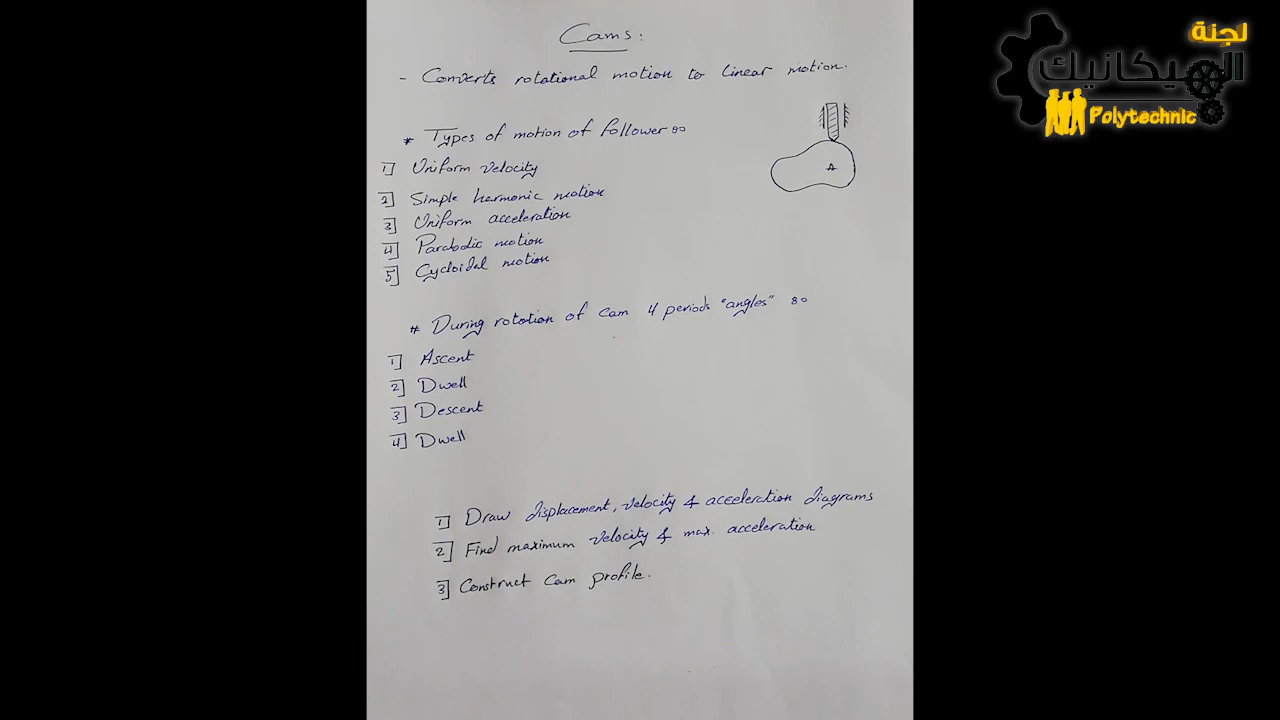 Cams:
- Converts rotational motion to linear motion.
* Types of motion of follower :-
1] Uniform velocity
2] Simple harmonic motion
3] Uniform acceleration
4] Parabolic motion
5] Cycloidal motion
A
# During rotation of cam 4 periods "angles" :-
1] Ascent
2] Dwell
3] Descent
4] Dwell
1] Draw displacement, velocity & acceleration diagrams
2] Find maximum velocity & max. acceleration
3] Construct cam profile.
لجنة
الميكانيك
Polytechnic